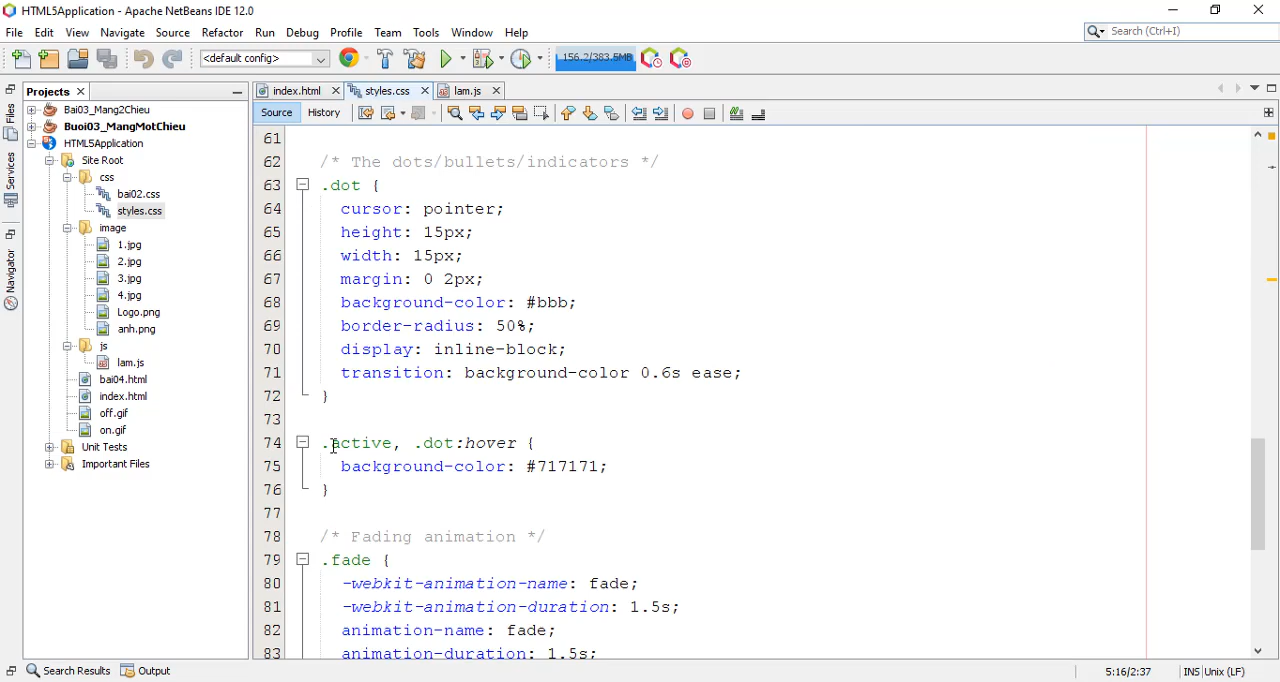 HTML5Application - Apache NetBeans IDE 12.0
File Edit View Navigate Source Refactor Run Debug Profile Team Tools Window Help
Search (Ctrl+I)
<default config>
156.2/383.5MB
Projects
index.html
styles.css
lam.js
Files
Services
Navigator
Source
History
Bai03_Mang2Chieu
Buoi03_MangMotChieu
HTML5Application
Site Root
css
bai02.css
styles.css
image
1.jpg
2.jpg
3.jpg
4.jpg
Logo.png
anh.png
js
lam.js
bai04.html
index.html
off.gif
on.gif
Unit Tests
Important Files
61
62 /* The dots/bullets/indicators */
63 .dot {
64 cursor: pointer;
65 height: 15px;
66 width: 15px;
67 margin: 0 2px;
68 background-color: #bbb;
69 border-radius: 50%;
70 display: inline-block;
71 transition: background-color 0.6s ease;
72 }
73
74 .active, .dot:hover {
75 background-color: #717171;
76 }
77
78 /* Fading animation */
79 .fade {
80 -webkit-animation-name: fade;
81 -webkit-animation-duration: 1.5s;
82 animation-name: fade;
83 animation-duration: 1.5s;
Search Results
Output
5:16/2:37
INS
Unix (LF)